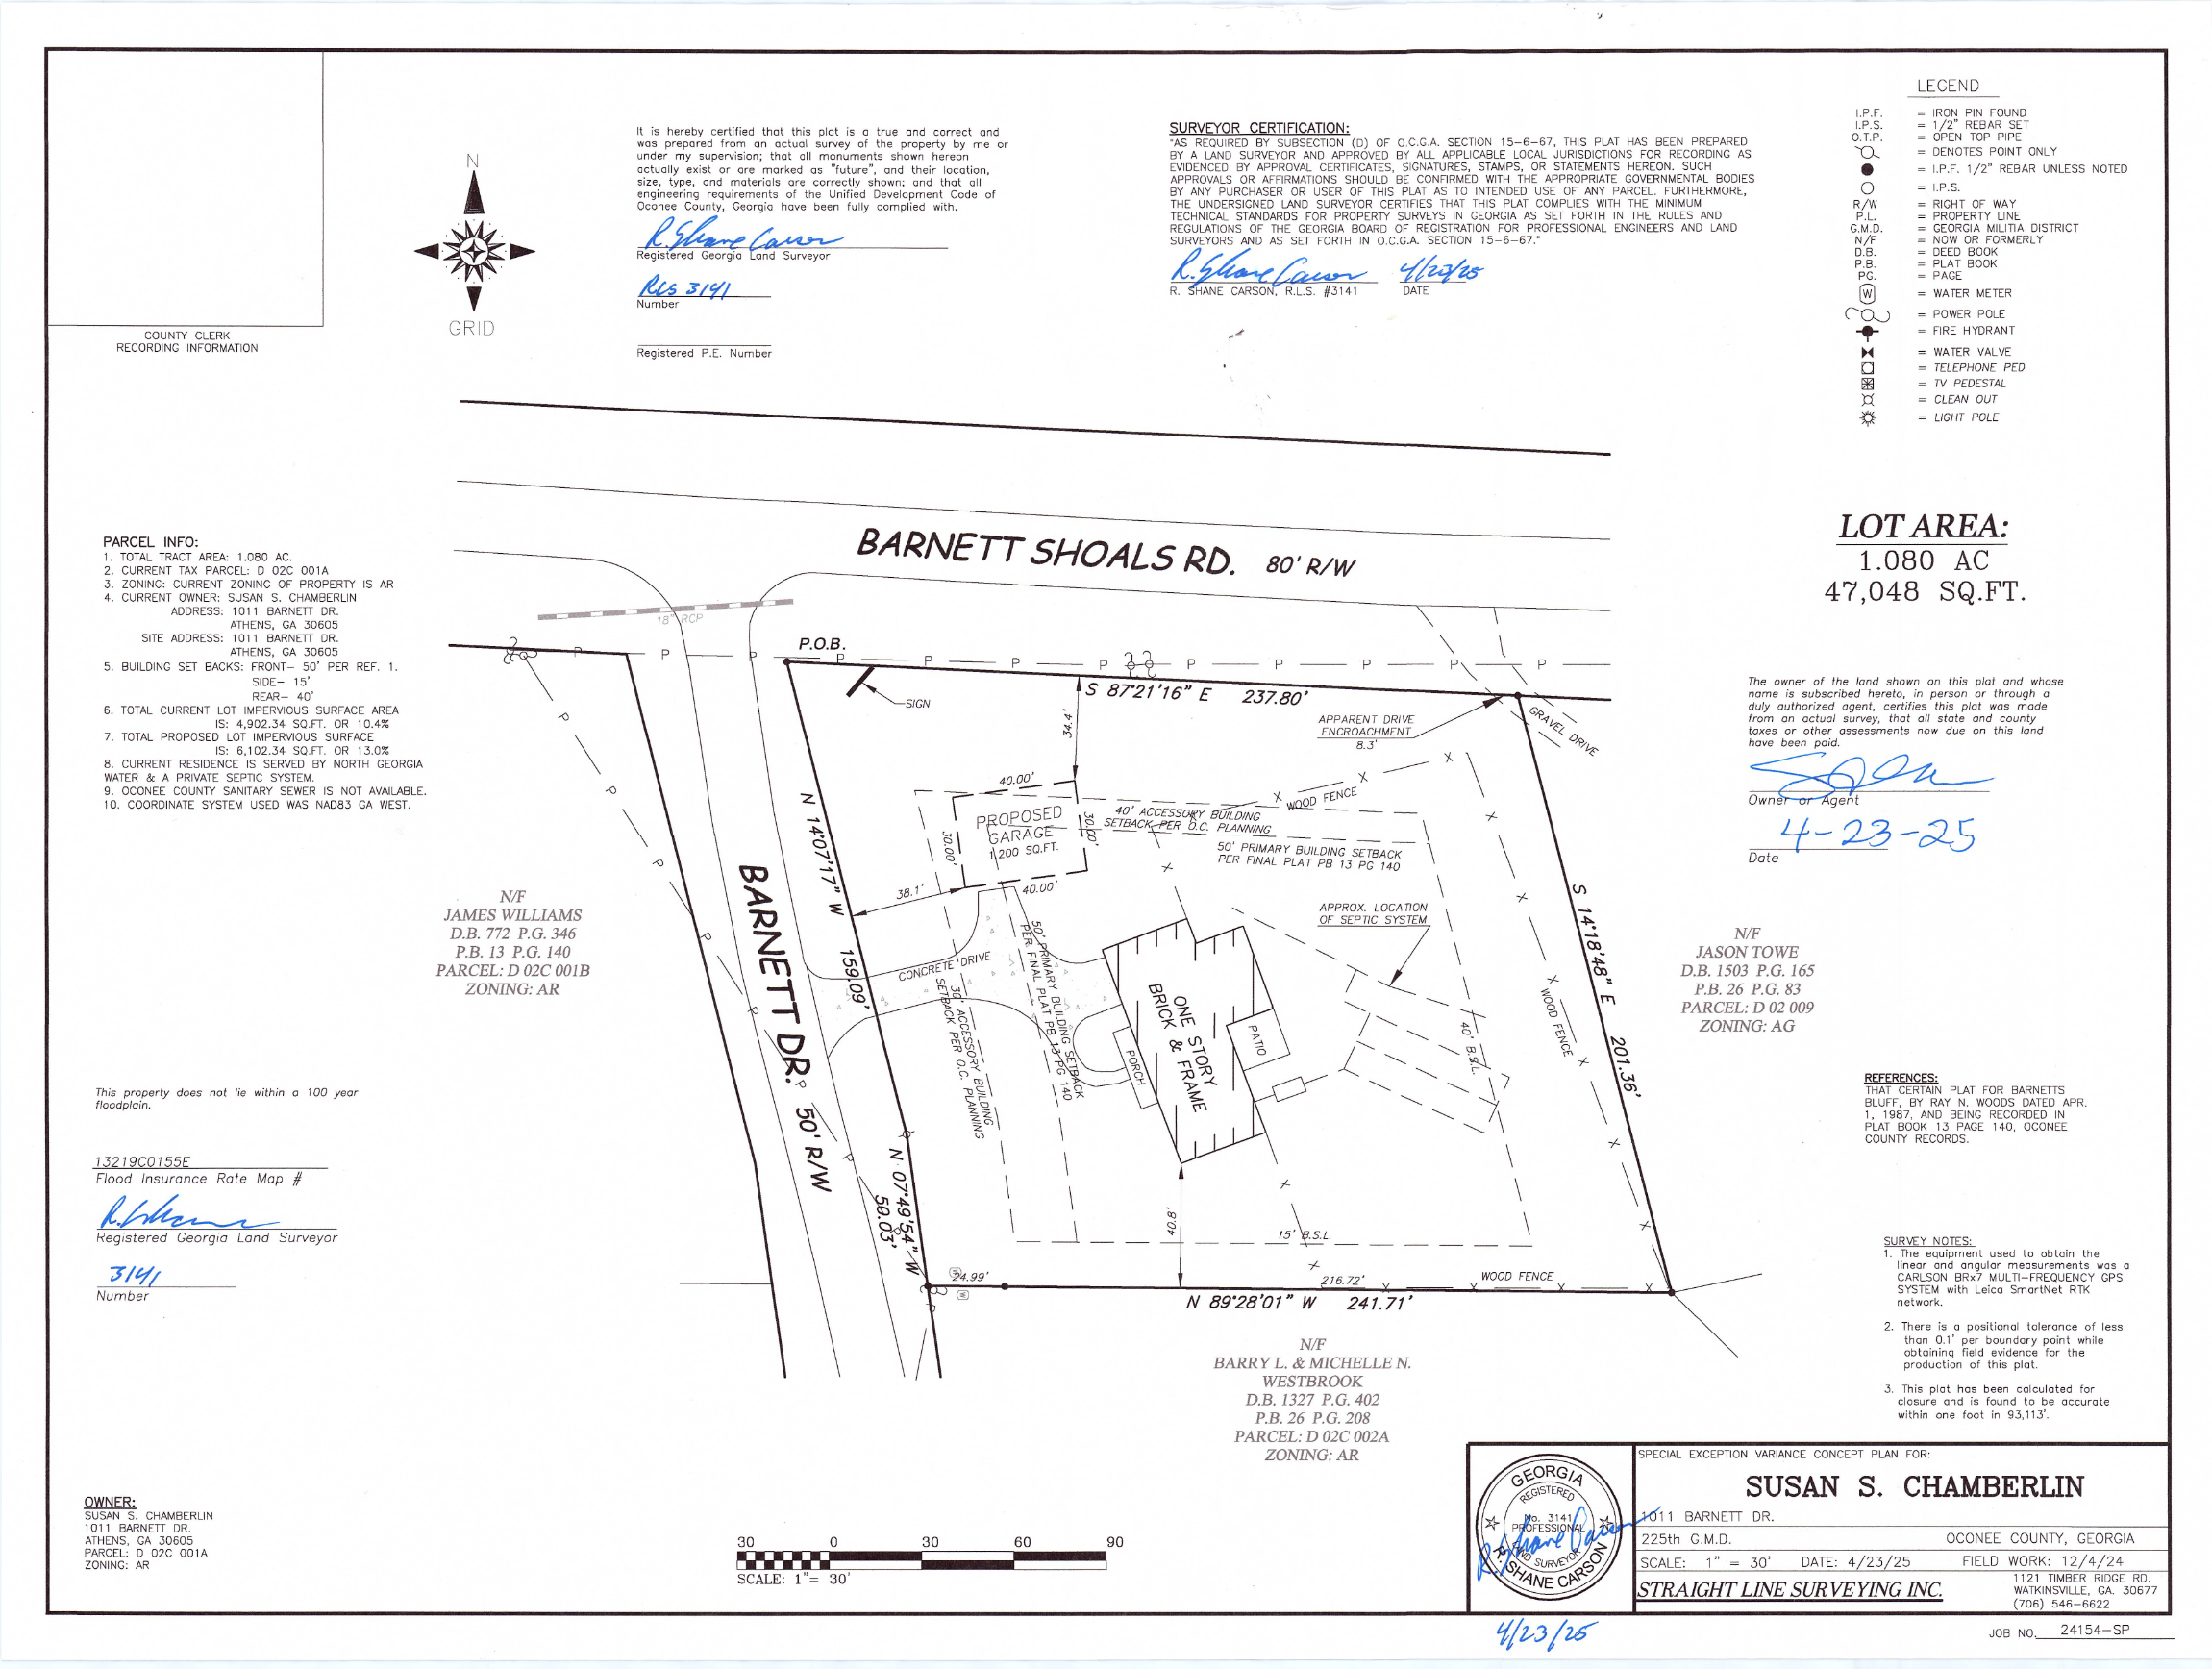 COUNTY CLERK
RECORDING INFORMATION
N
GRID
It is hereby certified that this plat is a true and correct and
was prepared from an actual survey of the property by me or
under my supervision; that all monuments shown hereon
actually exist or are marked as "future", and their location,
size, type, and materials are correctly shown; and that all
engineering requirements of the Unified Development Code of
Oconee County, Georgia have been fully complied with.
R. Shane Carson
Registered Georgia Land Surveyor
RLS 3141
Number
Registered P.E. Number
SURVEYOR CERTIFICATION:
"AS REQUIRED BY SUBSECTION (D) OF O.C.G.A. SECTION 15-6-67, THIS PLAT HAS BEEN PREPARED
BY A LAND SURVEYOR AND APPROVED BY ALL APPLICABLE LOCAL JURISDICTIONS FOR RECORDING AS
EVIDENCED BY APPROVAL CERTIFICATES, SIGNATURES, STAMPS, OR STATEMENTS HEREON. SUCH
APPROVALS OR AFFIRMATIONS SHOULD BE CONFIRMED WITH THE APPROPRIATE GOVERNMENTAL BODIES
BY ANY PURCHASER OR USER OF THIS PLAT AS TO INTENDED USE OF ANY PARCEL. FURTHERMORE,
THE UNDERSIGNED LAND SURVEYOR CERTIFIES THAT THIS PLAT COMPLIES WITH THE MINIMUM
TECHNICAL STANDARDS FOR PROPERTY SURVEYS IN GEORGIA AS SET FORTH IN THE RULES AND
REGULATIONS OF THE GEORGIA BOARD OF REGISTRATION FOR PROFESSIONAL ENGINEERS AND LAND
SURVEYORS AND AS SET FORTH IN O.C.G.A. SECTION 15-6-67."
R. Shane Carson 4/23/25
R. SHANE CARSON, R.L.S. #3141 DATE
LEGEND
I.P.F. = IRON PIN FOUND
I.P.S. = 1/2" REBAR SET
O.T.P. = OPEN TOP PIPE
= DENOTES POINT ONLY
= I.P.F. 1/2" REBAR UNLESS NOTED
= I.P.S.
R/W = RIGHT OF WAY
P.L. = PROPERTY LINE
G.M.D. = GEORGIA MILITIA DISTRICT
N/F = NOW OR FORMERLY
D.B. = DEED BOOK
P.B. = PLAT BOOK
PG. = PAGE
W = WATER METER
= POWER POLE
= FIRE HYDRANT
= WATER VALVE
= TELEPHONE PED
= TV PEDESTAL
= CLEAN OUT
= LIGHT POLE
LOT AREA:
1.080 AC
47,048 SQ.FT.
PARCEL INFO:
1. TOTAL TRACT AREA: 1.080 AC.
2. CURRENT TAX PARCEL: D 02C 001A
3. ZONING: CURRENT ZONING OF PROPERTY IS AR
4. CURRENT OWNER: SUSAN S. CHAMBERLIN
ADDRESS: 1011 BARNETT DR.
ATHENS, GA 30605
SITE ADDRESS: 1011 BARNETT DR.
ATHENS, GA 30605
5. BUILDING SET BACKS: FRONT- 50' PER REF. 1.
SIDE- 15'
REAR- 40'
6. TOTAL CURRENT LOT IMPERVIOUS SURFACE AREA
IS: 4,902.34 SQ.FT. OR 10.4%
7. TOTAL PROPOSED LOT IMPERVIOUS SURFACE
IS: 6,102.34 SQ.FT. OR 13.0%
8. CURRENT RESIDENCE IS SERVED BY NORTH GEORGIA
WATER & A PRIVATE SEPTIC SYSTEM.
9. OCONEE COUNTY SANITARY SEWER IS NOT AVAILABLE.
10. COORDINATE SYSTEM USED WAS NAD83 GA WEST.
BARNETT SHOALS RD. 80' R/W
18" RCP
P.O.B.
P P P P P P P P P
SIGN
S 87°21'16" E 237.80'
34.4'
APPARENT DRIVE
ENCROACHMENT
8.3'
GRAVEL DRIVE
40.00'
PROPOSED
GARAGE
1,200 SQ.FT.
30.00'
30.00'
40.00'
38.1'
40' ACCESSORY BUILDING
SETBACK PER O.C. PLANNING
WOOD FENCE
50' PRIMARY BUILDING SETBACK
PER FINAL PLAT PB 13 PG 140
N 14°07'17" W 159.09'
BARNETT DR. 50' R/W
CONCRETE DRIVE
30' ACCESSORY BUILDING
SETBACK PER O.C. PLANNING
50' PRIMARY BUILDING SETBACK
PER FINAL PLAT PB 13 PG 140
APPROX. LOCATION
OF SEPTIC SYSTEM
ONE STORY
BRICK & FRAME
PORCH
PATIO
40' B.S.L.
WOOD FENCE
S 14°18'48" E 201.36'
N 07°49'54" W
50.03'
40.8'
15' B.S.L.
24.99'
216.72'
WOOD FENCE
N 89°28'01" W 241.71'
N/F
JAMES WILLIAMS
D.B. 772 P.G. 346
P.B. 13 P.G. 140
PARCEL: D 02C 001B
ZONING: AR
N/F
JASON TOWE
D.B. 1503 P.G. 165
P.B. 26 P.G. 83
PARCEL: D 02 009
ZONING: AG
N/F
BARRY L. & MICHELLE N.
WESTBROOK
D.B. 1327 P.G. 402
P.B. 26 P.G. 208
PARCEL: D 02C 002A
ZONING: AR
The owner of the land shown on this plat and whose
name is subscribed hereto, in person or through a
duly authorized agent, certifies this plat was made
from an actual survey, that all state and county
taxes or other assessments now due on this land
have been paid.
Owner or Agent
4-23-25
Date
This property does not lie within a 100 year
floodplain.
13219C0155E
Flood Insurance Rate Map #
Registered Georgia Land Surveyor
3141
Number
REFERENCES:
THAT CERTAIN PLAT FOR BARNETTS
BLUFF, BY RAY N. WOODS DATED APR.
1, 1987, AND BEING RECORDED IN
PLAT BOOK 13 PAGE 140, OCONEE
COUNTY RECORDS.
SURVEY NOTES:
1. The equipment used to obtain the
linear and angular measurements was a
CARLSON BRx7 MULTI-FREQUENCY GPS
SYSTEM with Leica SmartNet RTK
network.
2. There is a positional tolerance of less
than 0.1' per boundary point while
obtaining field evidence for the
production of this plat.
3. This plat has been calculated for
closure and is found to be accurate
within one foot in 93,113'.
OWNER:
SUSAN S. CHAMBERLIN
1011 BARNETT DR.
ATHENS, GA 30605
PARCEL: D 02C 001A
ZONING: AR
30 0 30 60 90
SCALE: 1"= 30'
GEORGIA
REGISTERED
No. 3141
PROFESSIONAL
LAND SURVEYOR
R. SHANE CARSON
R. Shane Carson
4/23/25
SPECIAL EXCEPTION VARIANCE CONCEPT PLAN FOR:
SUSAN S. CHAMBERLIN
1011 BARNETT DR.
225th G.M.D. OCONEE COUNTY, GEORGIA
SCALE: 1" = 30' DATE: 4/23/25 FIELD WORK: 12/4/24
STRAIGHT LINE SURVEYING INC.
1121 TIMBER RIDGE RD.
WATKINSVILLE, GA. 30677
(706) 546-6622
JOB NO. 24154-SP